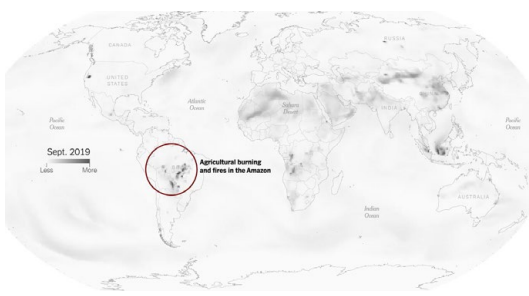 RUSSIA
CANADA
UNITED
STATES
Atlantic
Ocean
Sahara
Desert
INDIA
Pacific
Ocean
Pacific
Ocean
Sept. 2019
Less More
Agricultural burning
and fires in the Amazon
Indian
Ocean
AUSTRALIA